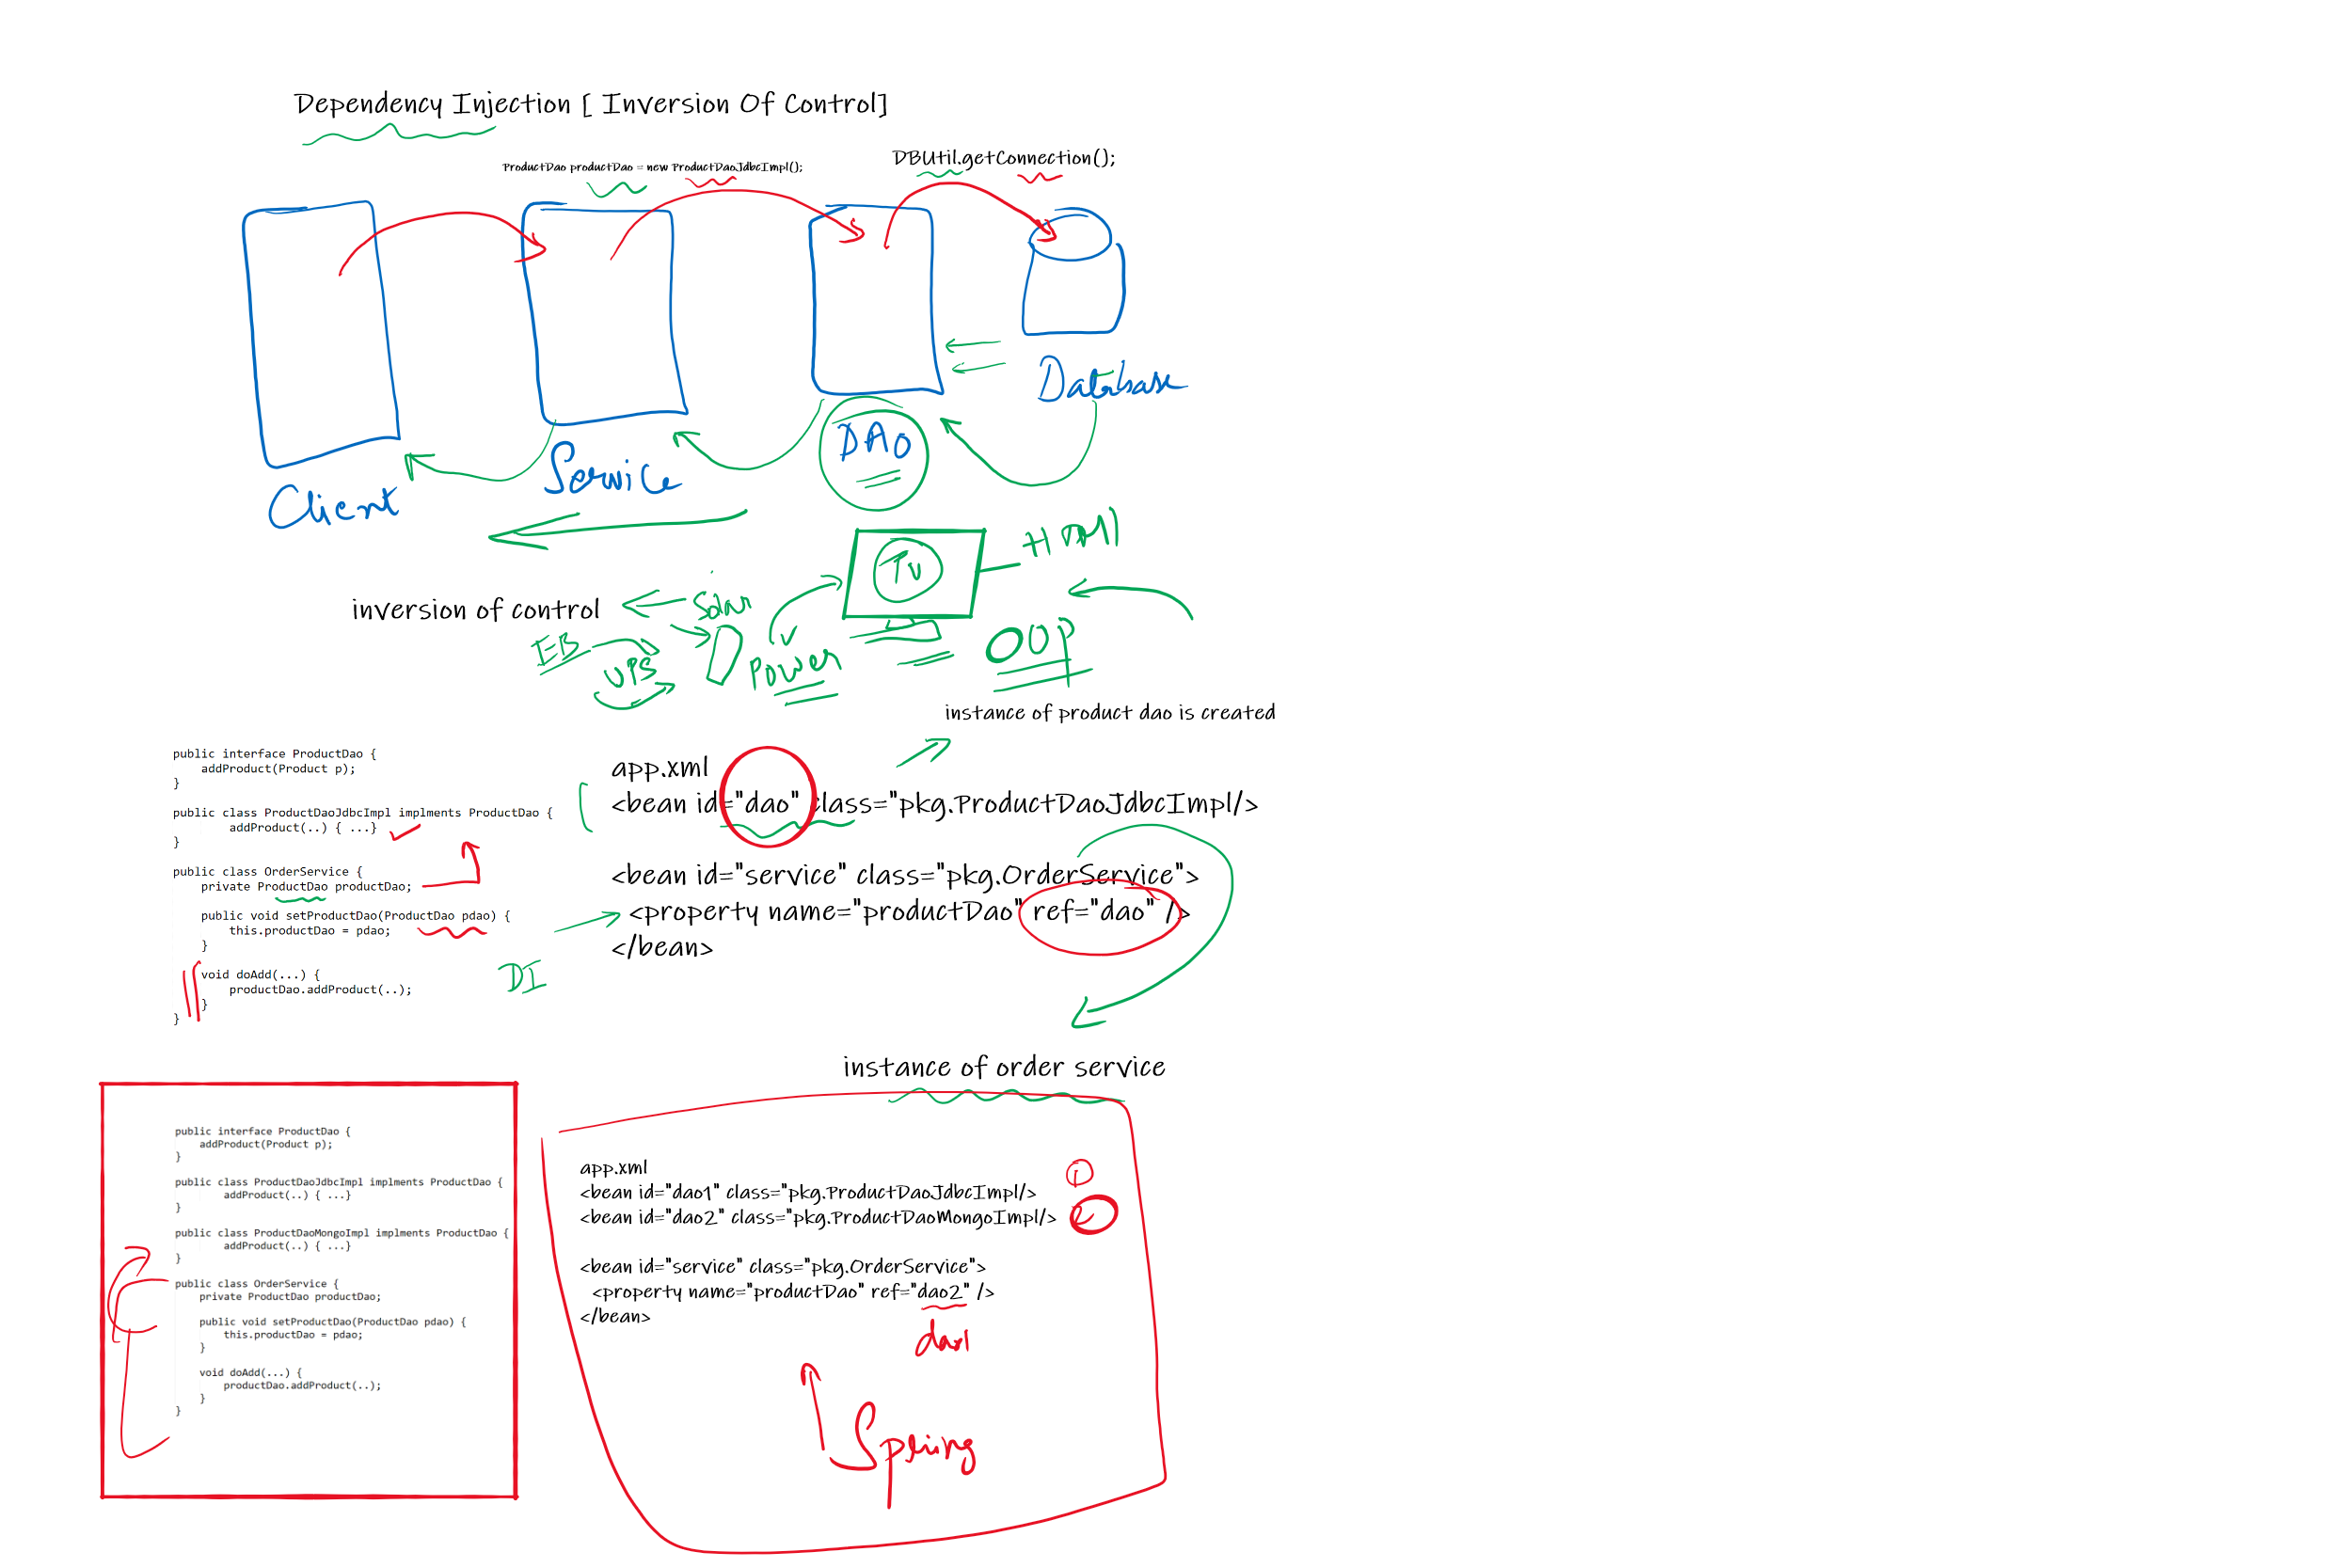 Dependency Injection [ Inversion Of Control]
ProductDao productDao = new ProductDaoJdbcImpl();
DBUtil.getConnection();
Client
Service
DAO
Database
TV
HDMI
inversion of control
Solar
EB
UPS
Power
OOP
instance of product dao is created
public interface ProductDao {
addProduct(Product p);
}
public class ProductDaoJdbcImpl implments ProductDao {
addProduct(..) { ...}
}
public class OrderService {
private ProductDao productDao;
public void setProductDao(ProductDao pdao) {
this.productDao = pdao;
}
void doAdd(...) {
productDao.addProduct(..);
}
}
app.xml
<bean id="dao" class="pkg.ProductDaoJdbcImpl/>
<bean id="service" class="pkg.OrderService">
<property name="productDao" ref="dao" />
</bean>
DI
instance of order service
public interface ProductDao {
addProduct(Product p);
}
public class ProductDaoJdbcImpl implments ProductDao {
addProduct(..) { ...}
}
public class ProductDaoMongoImpl implments ProductDao {
addProduct(..) { ...}
}
public class OrderService {
private ProductDao productDao;
public void setProductDao(ProductDao pdao) {
this.productDao = pdao;
}
void doAdd(...) {
productDao.addProduct(..);
}
}
app.xml
<bean id="dao1" class="pkg.ProductDaoJdbcImpl/>
1
<bean id="dao2" class="pkg.ProductDaoMongoImpl/>
2
<bean id="service" class="pkg.OrderService">
<property name="productDao" ref="dao2" />
</bean>
dao1
Spring